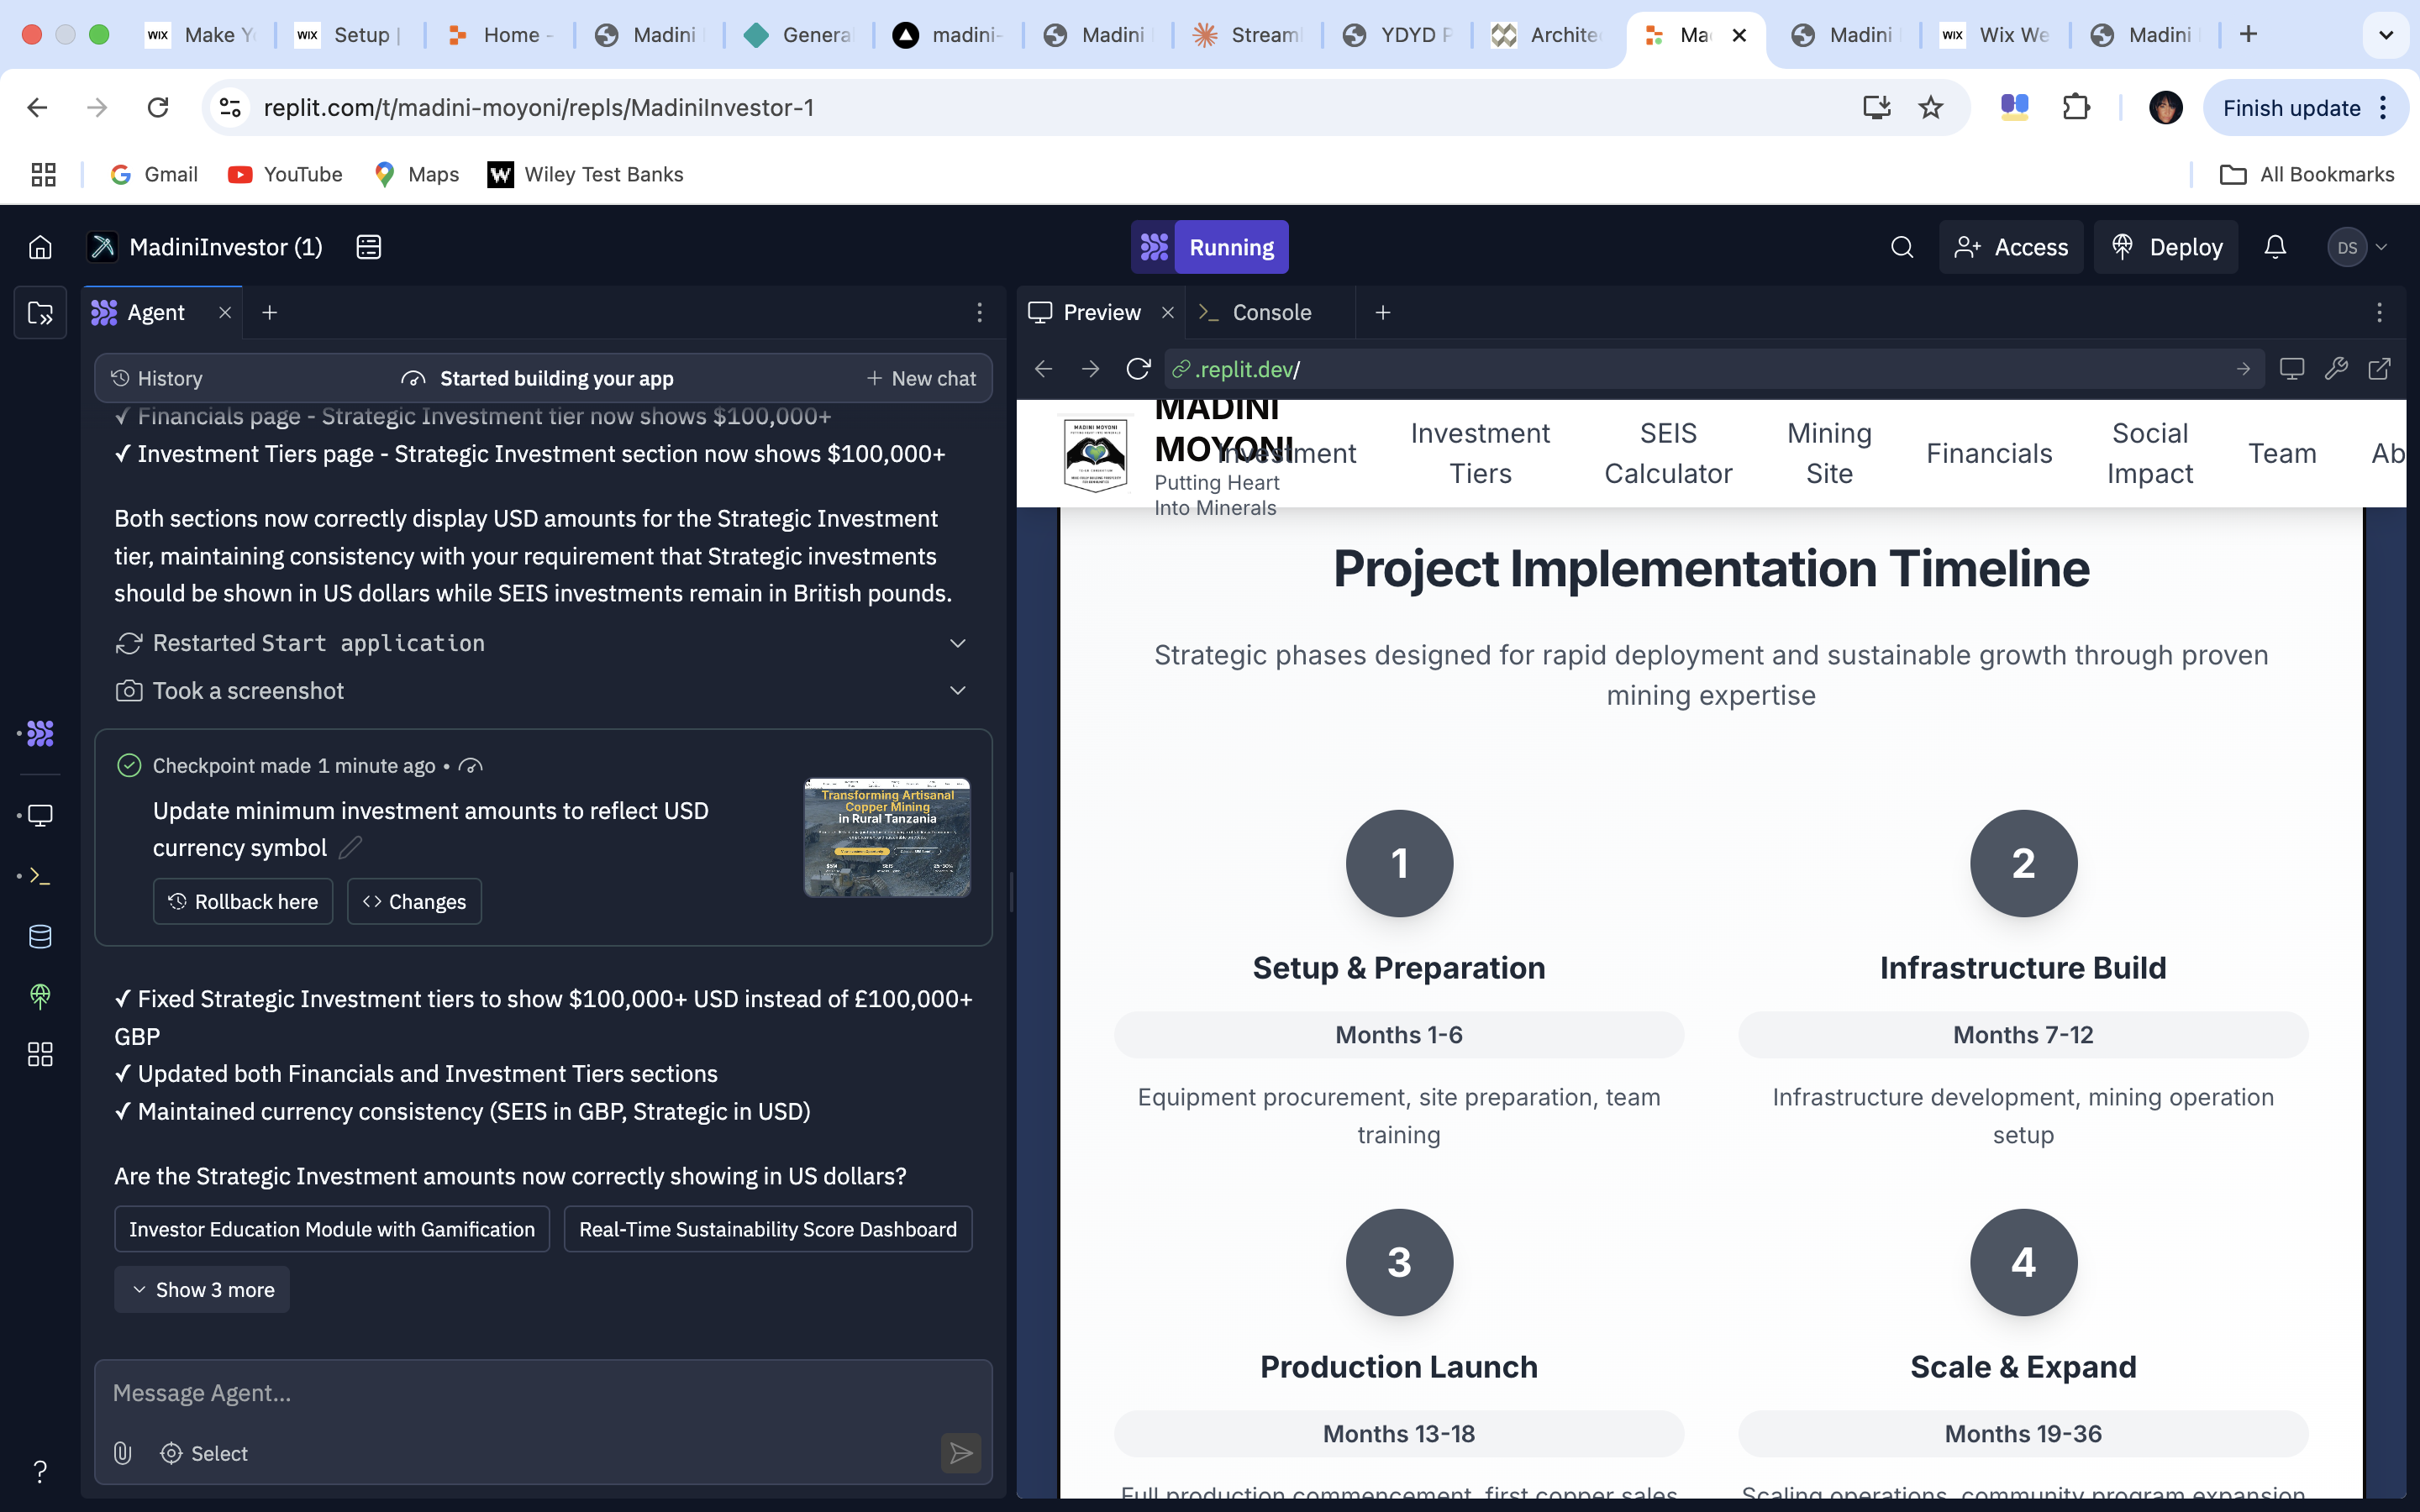 WIX Make Y
WIX Setup |
Home -
Madini
Genera
madini-
Madini
Stream
YDYD P
Archite
Ma
Madini
WIX Wix We
Madini
replit.com/t/madini-moyoni/repls/MadiniInvestor-1
Finish update
Gmail
YouTube
Maps
W Wiley Test Banks
All Bookmarks
MadiniInvestor (1)
Running
Access
Deploy
DS
Agent
History
Started building your app
New chat
✓ Financials page - Strategic Investment tier now shows $100,000+
✓ Investment Tiers page - Strategic Investment section now shows $100,000+
Both sections now correctly display USD amounts for the Strategic Investment
tier, maintaining consistency with your requirement that Strategic investments
should be shown in US dollars while SEIS investments remain in British pounds.
Restarted Start application
Took a screenshot
Checkpoint made 1 minute ago •
Update minimum investment amounts to reflect USD
currency symbol
Rollback here
Changes
Transforming Artisanal
Copper Mining
in Rural Tanzania
✓ Fixed Strategic Investment tiers to show $100,000+ USD instead of £100,000+
GBP
✓ Updated both Financials and Investment Tiers sections
✓ Maintained currency consistency (SEIS in GBP, Strategic in USD)
Are the Strategic Investment amounts now correctly showing in US dollars?
Investor Education Module with Gamification
Real-Time Sustainability Score Dashboard
Show 3 more
Message Agent...
Select
?
Preview
Console
.replit.dev/
MADINI MOYONI
MADINI
MOYONI
Putting Heart
Into Minerals
Investment
Investment
Tiers
SEIS
Calculator
Mining
Site
Financials
Social
Impact
Team
Ab
Project Implementation Timeline
Strategic phases designed for rapid deployment and sustainable growth through proven
mining expertise
1
Setup & Preparation
Months 1-6
Equipment procurement, site preparation, team
training
2
Infrastructure Build
Months 7-12
Infrastructure development, mining operation
setup
3
Production Launch
Months 13-18
Full production commencement, first copper sales
4
Scale & Expand
Months 19-36
Scaling operations, community program expansion